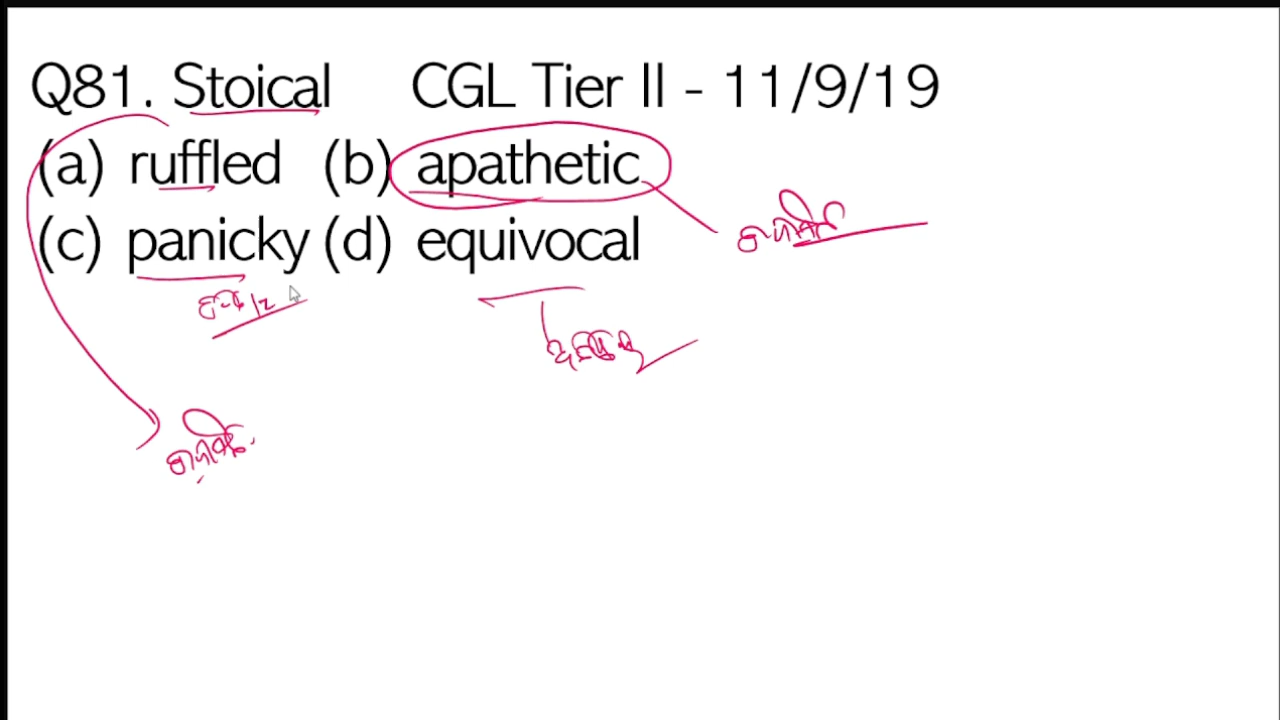 Q81. Stoical CGL Tier II - 11/9/19
(a) ruffled (b) apathetic
(c) panicky (d) equivocal